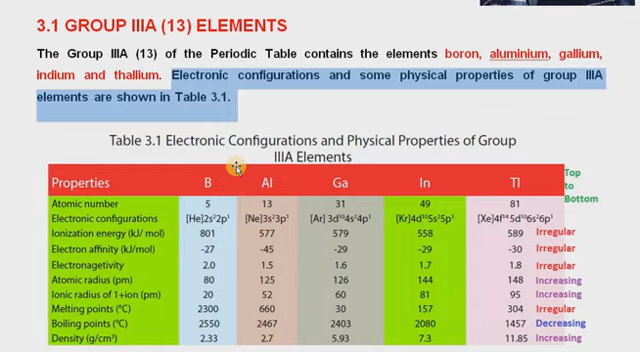 3.1 GROUP IIIA (13) ELEMENTS
The Group IIIA (13) of the Periodic Table contains the elements boron, aluminium, gallium,
indium and thallium. Electronic configurations and some physical properties of group IIIA
elements are shown in Table 3.1.
Table 3.1 Electronic Configurations and Physical Properties of Group
IIIA Elements
Properties B Al Ga In Tl Top
to
Bottom
Atomic number 5 13 31 49 81
Electronic configurations [He]2s²2p¹ [Ne]3s²3p¹ [Ar] 3d¹⁰4s²4p¹ [Kr]4d¹⁰5s²5p¹ [Xe]4f¹⁴5d¹⁰6s²6p¹
Ionization energy (kJ/ mol) 801 577 579 558 589 Irregular
Electron affinity (kJ/mol) -27 -45 -29 -29 -30 Irregular
Electronagetivity 2.0 1.5 1.6 1.7 1.8 Irregular
Atomic radius (pm) 80 125 126 144 148 Increasing
Ionic radius of 1+ion (pm) 20 52 60 81 95 Increasing
Melting points (°C) 2300 660 30 157 304 Irregular
Boiling points (°C) 2550 2467 2403 2080 1457 Decreasing
Density (g/cm³) 2.33 2.7 5.93 7.3 11.85 Increasing